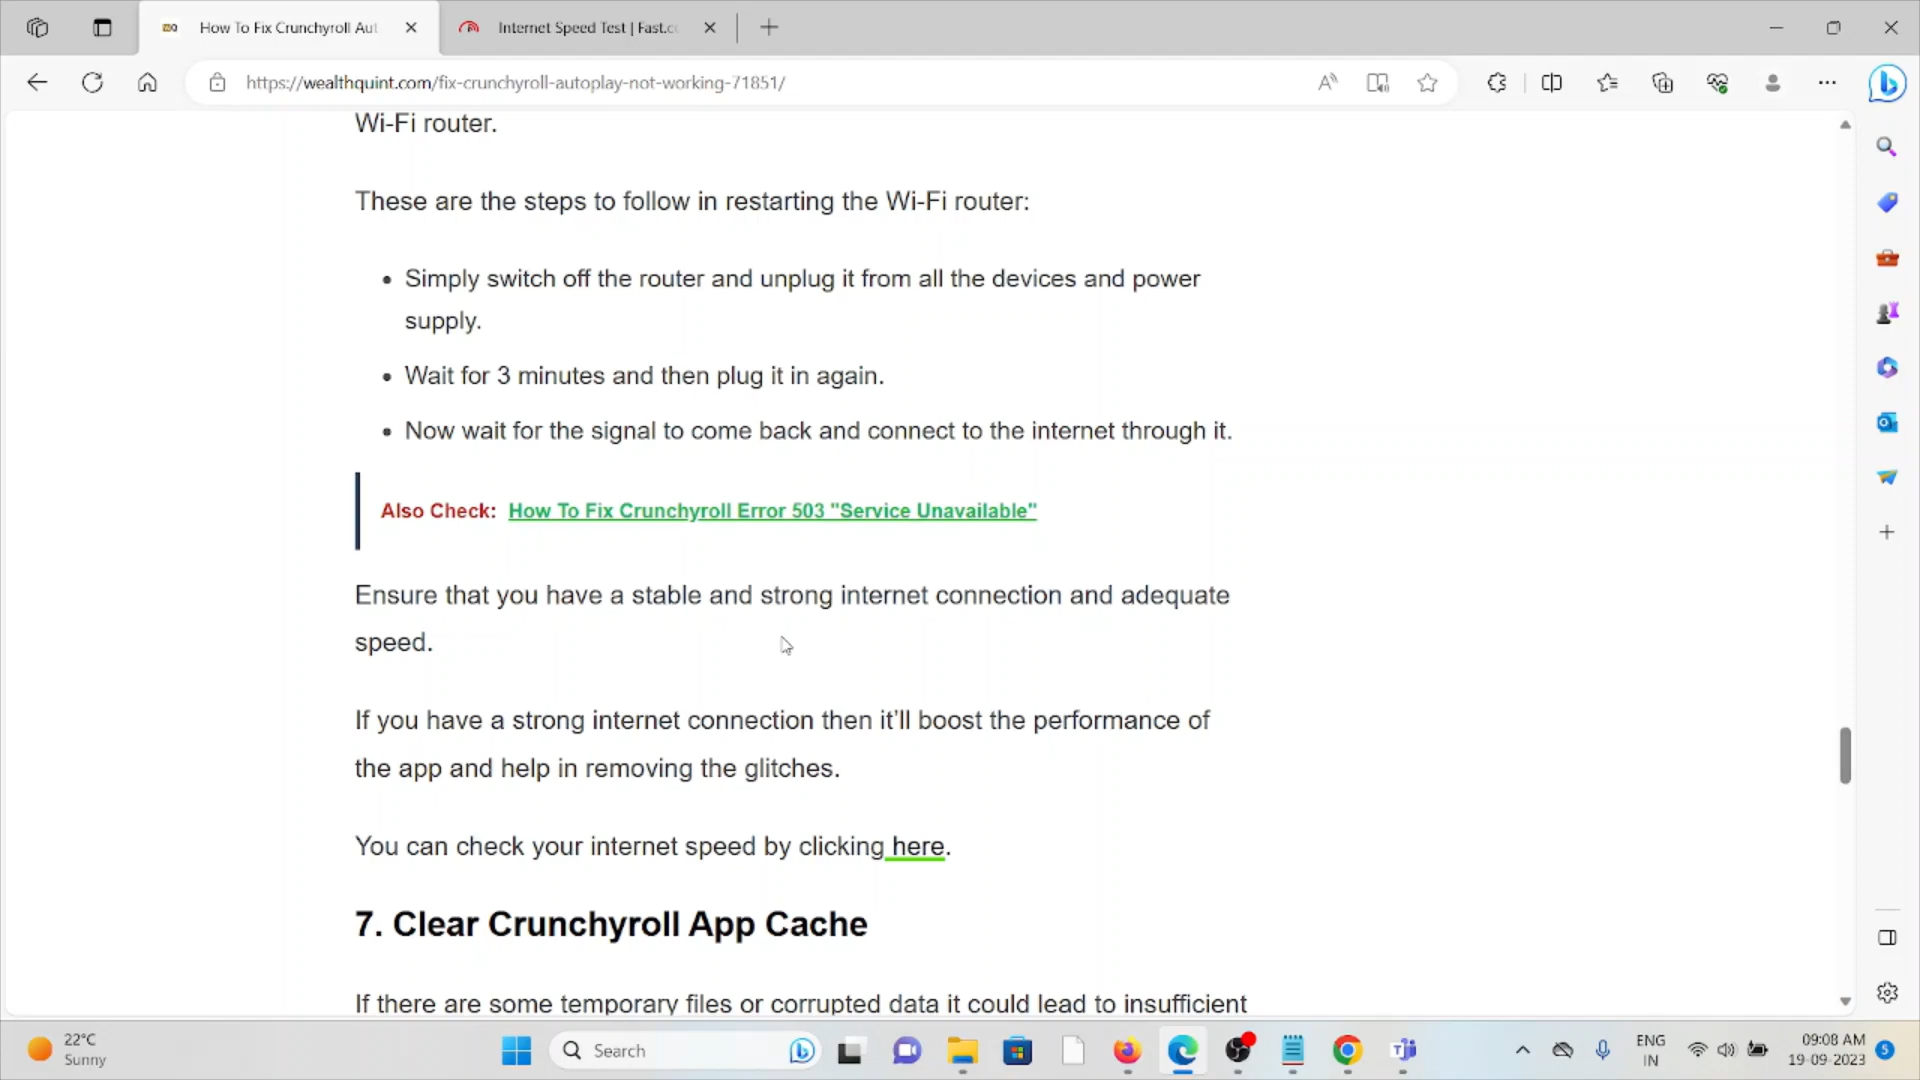 How To Fix Crunchyroll Aut
Internet Speed Test | Fast.c
https://wealthquint.com/fix-crunchyroll-autoplay-not-working-71851/
Wi-Fi router.
These are the steps to follow in restarting the Wi-Fi router:
• Simply switch off the router and unplug it from all the devices and power
supply.
• Wait for 3 minutes and then plug it in again.
• Now wait for the signal to come back and connect to the internet through it.
Also Check: How To Fix Crunchyroll Error 503 "Service Unavailable"
Ensure that you have a stable and strong internet connection and adequate
speed.
If you have a strong internet connection then it'll boost the performance of
the app and help in removing the glitches.
You can check your internet speed by clicking here.
7. Clear Crunchyroll App Cache
If there are some temporary files or corrupted data it could lead to insufficient
22°C
Sunny
Search
ENG
IN
09:08 AM
19-09-2023
5